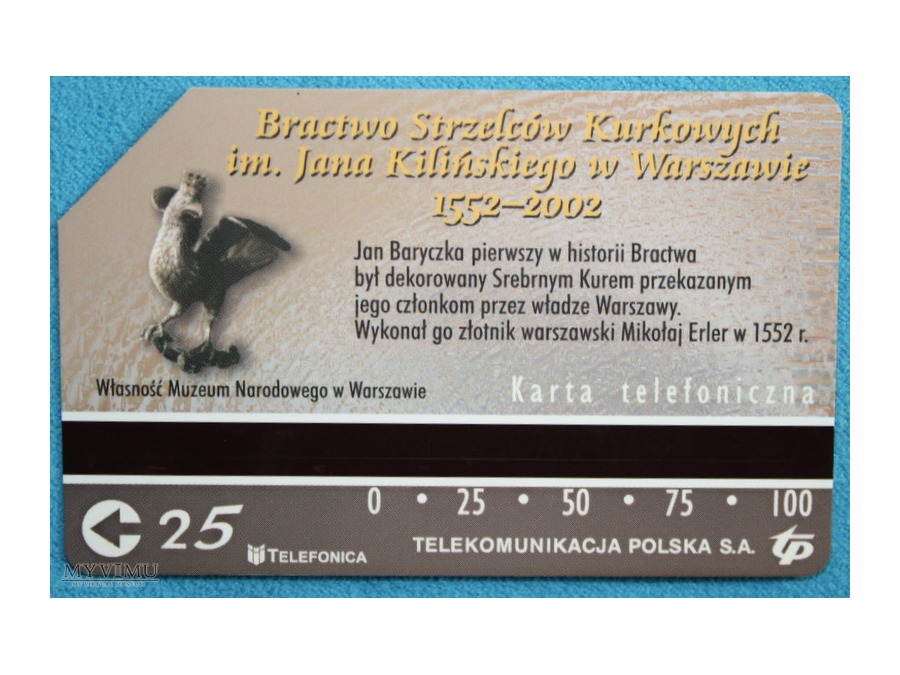 Bractwo Strzelców Kurkowych
im. Jana Kilińskiego w Warszawie
1552–2002
Jan Baryczka pierwszy w historii Bractwa
był dekorowany Srebrnym Kurem przekazanym
jego członkom przez władze Warszawy.
Wykonał go złotnik warszawski Mikołaj Erler w 1552 r.
Własność Muzeum Narodowego w Warszawie
Karta telefoniczna
0 • 25 • 50 • 75 • 100
25
TELEFONICA
TELEKOMUNIKACJA POLSKA S.A. tp
MYVIMU